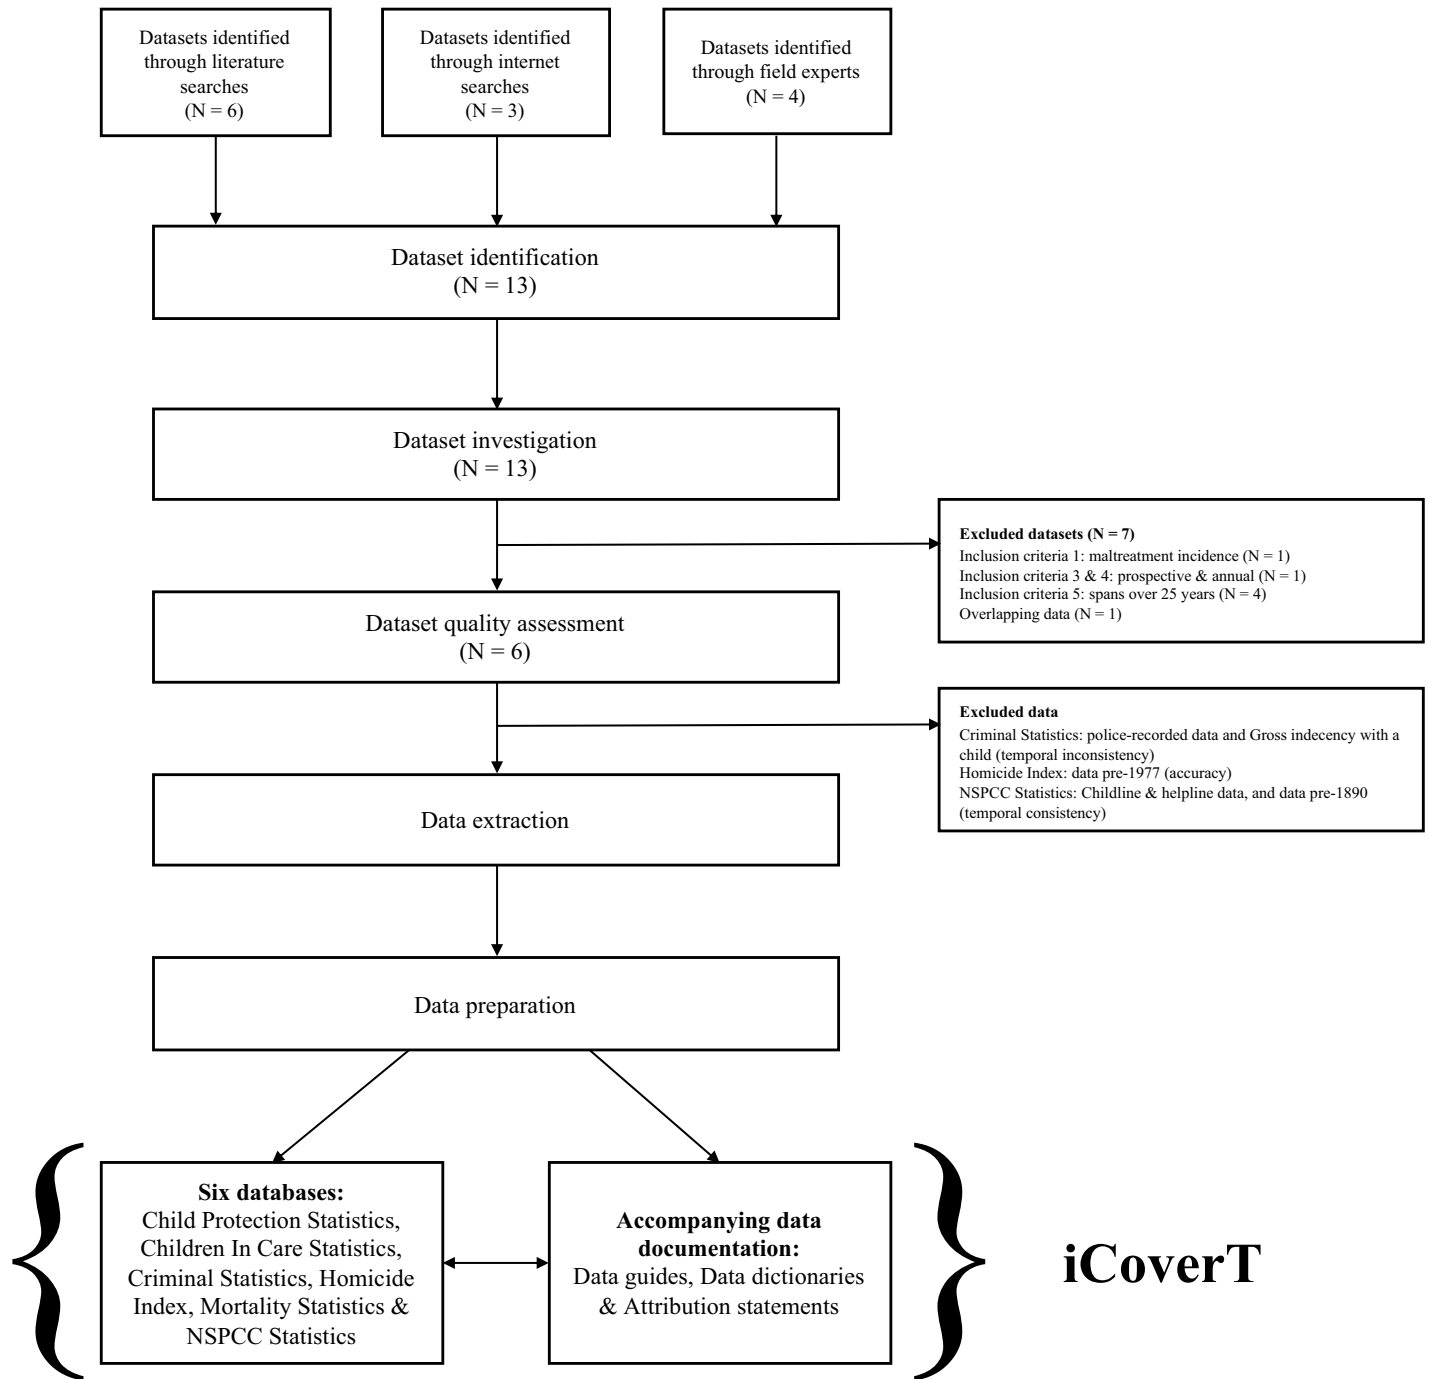 Datasets identified
through literature
searches
(N = 6)
Datasets identified
through internet
searches
(N = 3)
Datasets identified
through field experts
(N = 4)
Dataset identification
(N = 13)
Dataset investigation
(N = 13)
Excluded datasets (N = 7)
Inclusion criteria 1: maltreatment incidence (N = 1)
Inclusion criteria 3 & 4: prospective & annual (N = 1)
Inclusion criteria 5: spans over 25 years (N = 4)
Overlapping data (N = 1)
Dataset quality assessment
(N = 6)
Excluded data
Criminal Statistics: police-recorded data and Gross indecency with a
child (temporal inconsistency)
Homicide Index: data pre-1977 (accuracy)
NSPCC Statistics: Childline & helpline data, and data pre-1890
(temporal consistency)
Data extraction
Data preparation
Six databases:
Child Protection Statistics,
Children In Care Statistics,
Criminal Statistics, Homicide
Index, Mortality Statistics &
NSPCC Statistics
Accompanying data
documentation:
Data guides, Data dictionaries
& Attribution statements
iCoverT